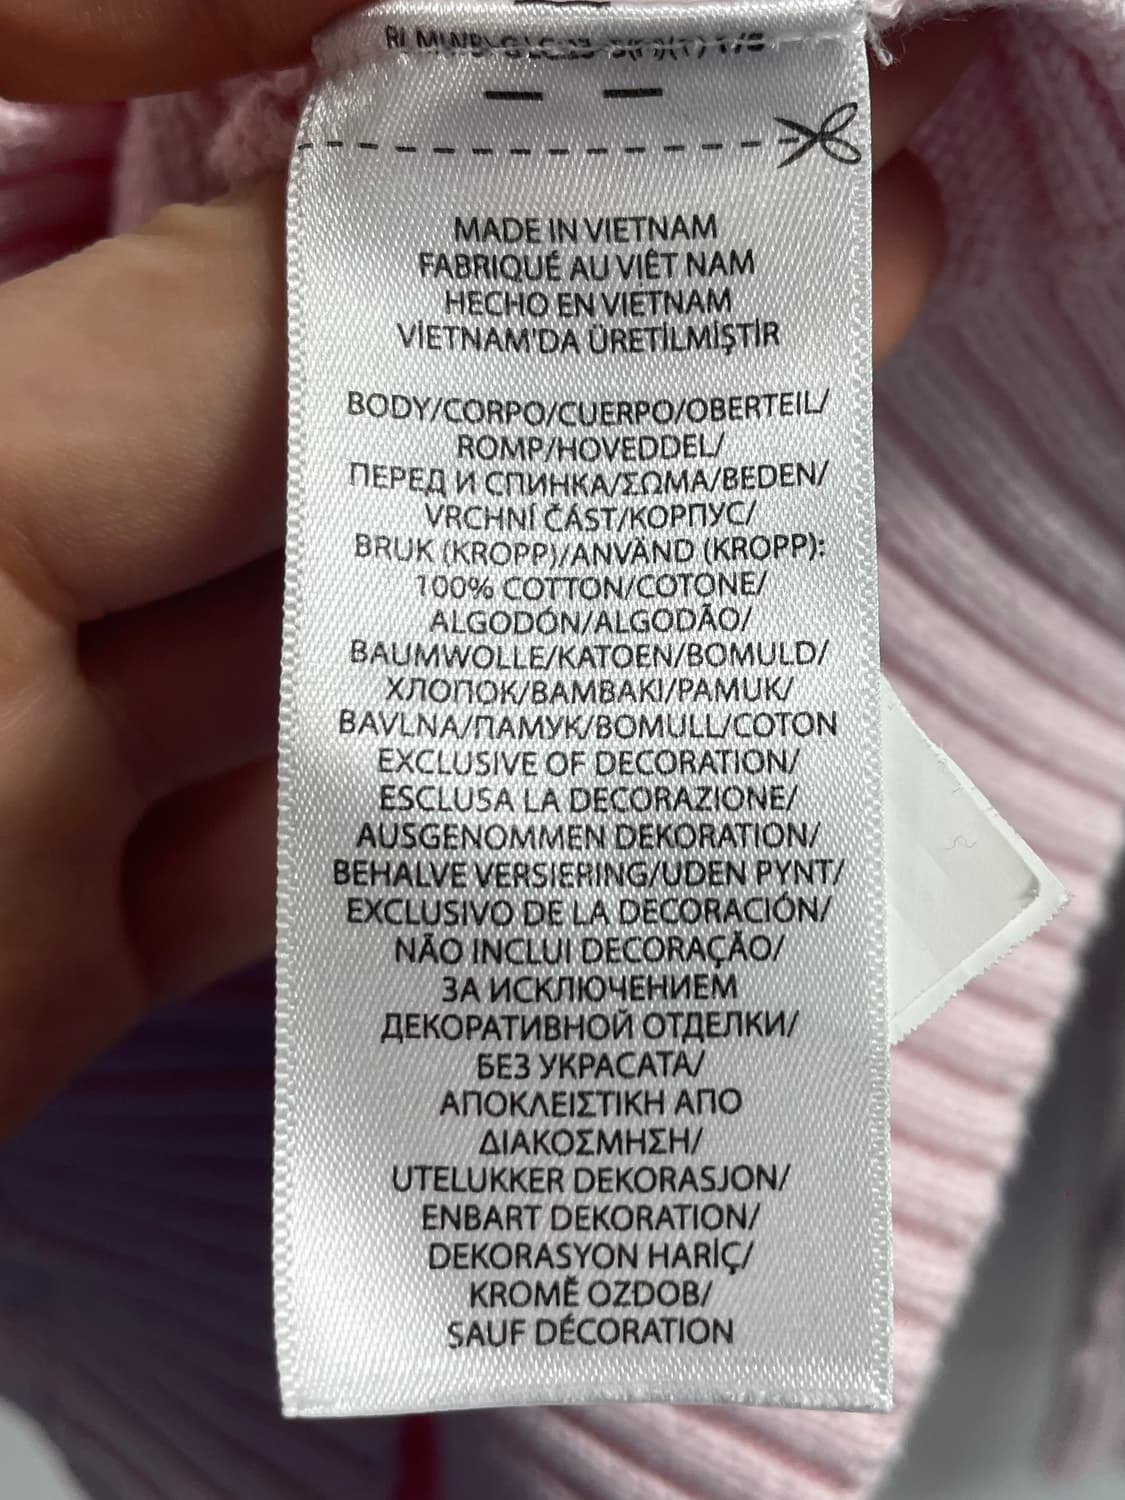 MADE IN VIETNAM
FABRIQUÉ AU VIÊT NAM
HECHO EN VIETNAM
VİETNAM'DA ÜRETİLMİŞTİR
BODY/CORPO/CUERPO/OBERTEIL/
ROMP/HOVEDDEL/
ПЕРЕД И СПИНКА/ΣΩΜΑ/BEDEN/
VRCHNÍ ČÁST/КОРПУС/
BRUK (KROPP)/ANVÄND (KROPP):
100% COTTON/COTONE/
ALGODÓN/ALGODÃO/
BAUMWOLLE/KATOEN/BOMULD/
ХЛОПОК/ΒΑΜΒΑΚΙ/PAMUK/
BAVLNA/ПАМУК/BOMULL/COTON
EXCLUSIVE OF DECORATION/
ESCLUSA LA DECORAZIONE/
AUSGENOMMEN DEKORATION/
BEHALVE VERSIERING/UDEN PYNT/
EXCLUSIVO DE LA DECORACIÓN/
NÃO INCLUI DECORAÇÃO/
ЗА ИСКЛЮЧЕНИЕМ
ДЕКОРАТИВНОЙ ОТДЕЛКИ/
БЕЗ УКРАСАТА/
ΑΠΟΚΛΕΙΣΤΙΚΗ ΑΠΟ
ΔΙΑΚΟΣΜΗΣΗ/
UTELUKKER DEKORASJON/
ENBART DEKORATION/
DEKORASYON HARİÇ/
KROMĚ OZDOB/
SAUF DÉCORATION